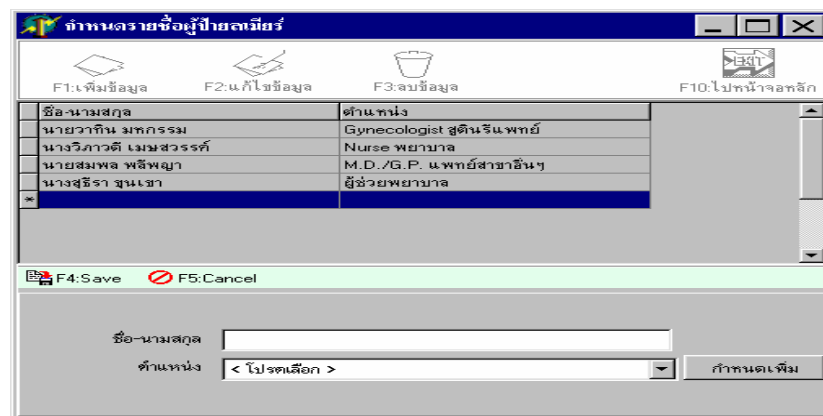 กำหนดรายชื่อผู้ป้ายสเมียร์
F1:เพิ่มข้อมูล F2:แก้ไขข้อมูล F3:ลบข้อมูล EXIT F10:ไปหน้าจอหลัก
ชื่อ-นามสกุล ตำแหน่ง
นายวาทิน มหกรรม Gynecologist สูตินรีแพทย์
นางวิภาวดี เมษสวรรค์ Nurse พยาบาล
นายสมพล พลีพญา M.D./G.P. แพทย์สาขาอื่นๆ
นางสุธีรา ขุนเขา ผู้ช่วยพยาบาล
F4:Save F5:Cancel
ชื่อ-นามสกุล
ตำแหน่ง < โปรดเลือก > กำหนดเพิ่ม